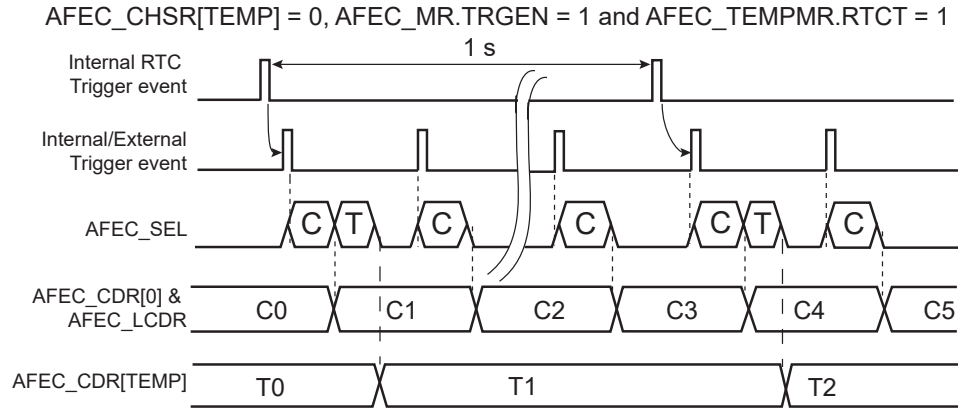 AFEC_CHSR[TEMP] = 0, AFEC_MR.TRGEN = 1 and AFEC_TEMPMR.RTCT = 1
1 s
Internal RTC
Trigger event
Internal/External
Trigger event
AFEC_SEL
C T C C C T C
AFEC_CDR[0] &
AFEC_LCDR
C0 C1 C2 C3 C4 C5
AFEC_CDR[TEMP]
T0 T1 T2